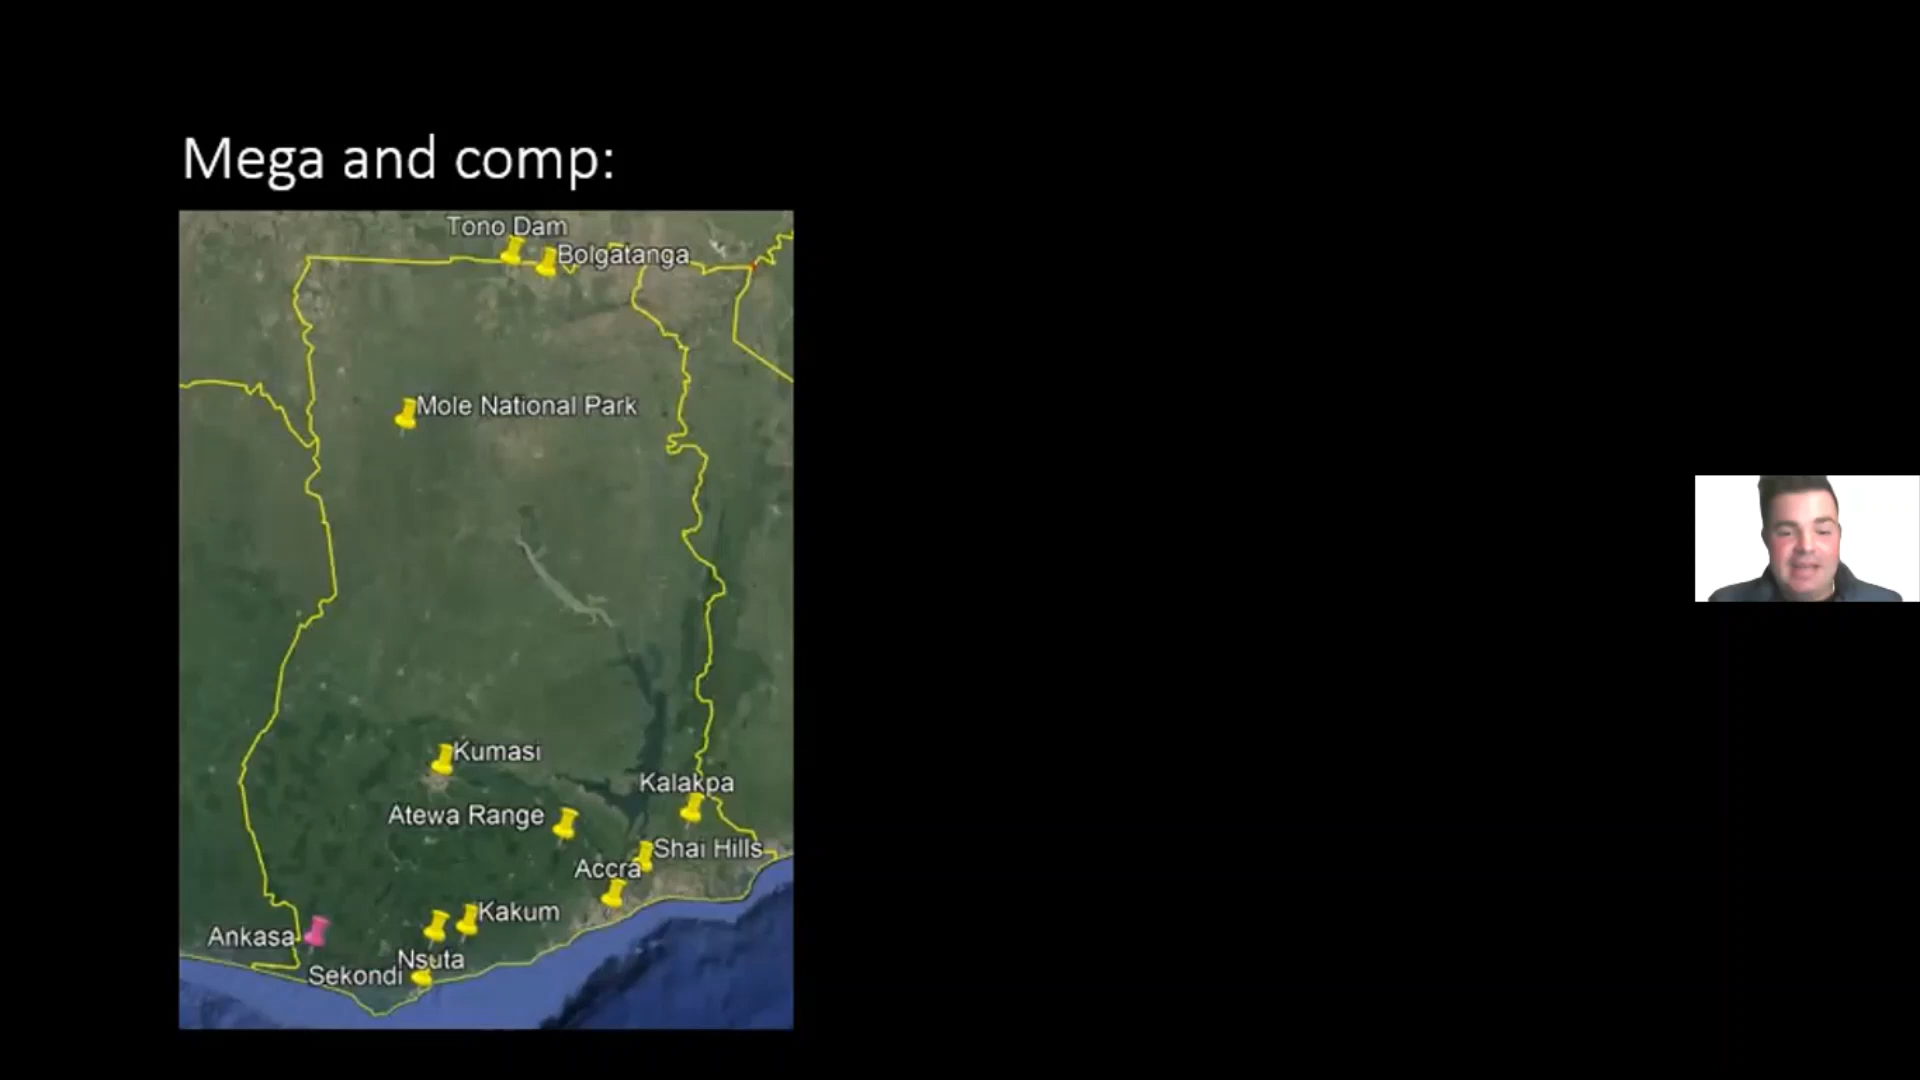 Mega and comp:
Tono Dam
Bolgatanga
Mole National Park
Kumasi
Kalakpa
Atewa Range
Shai Hills
Accra
Kakum
Ankasa
Nsuta
Sekondi